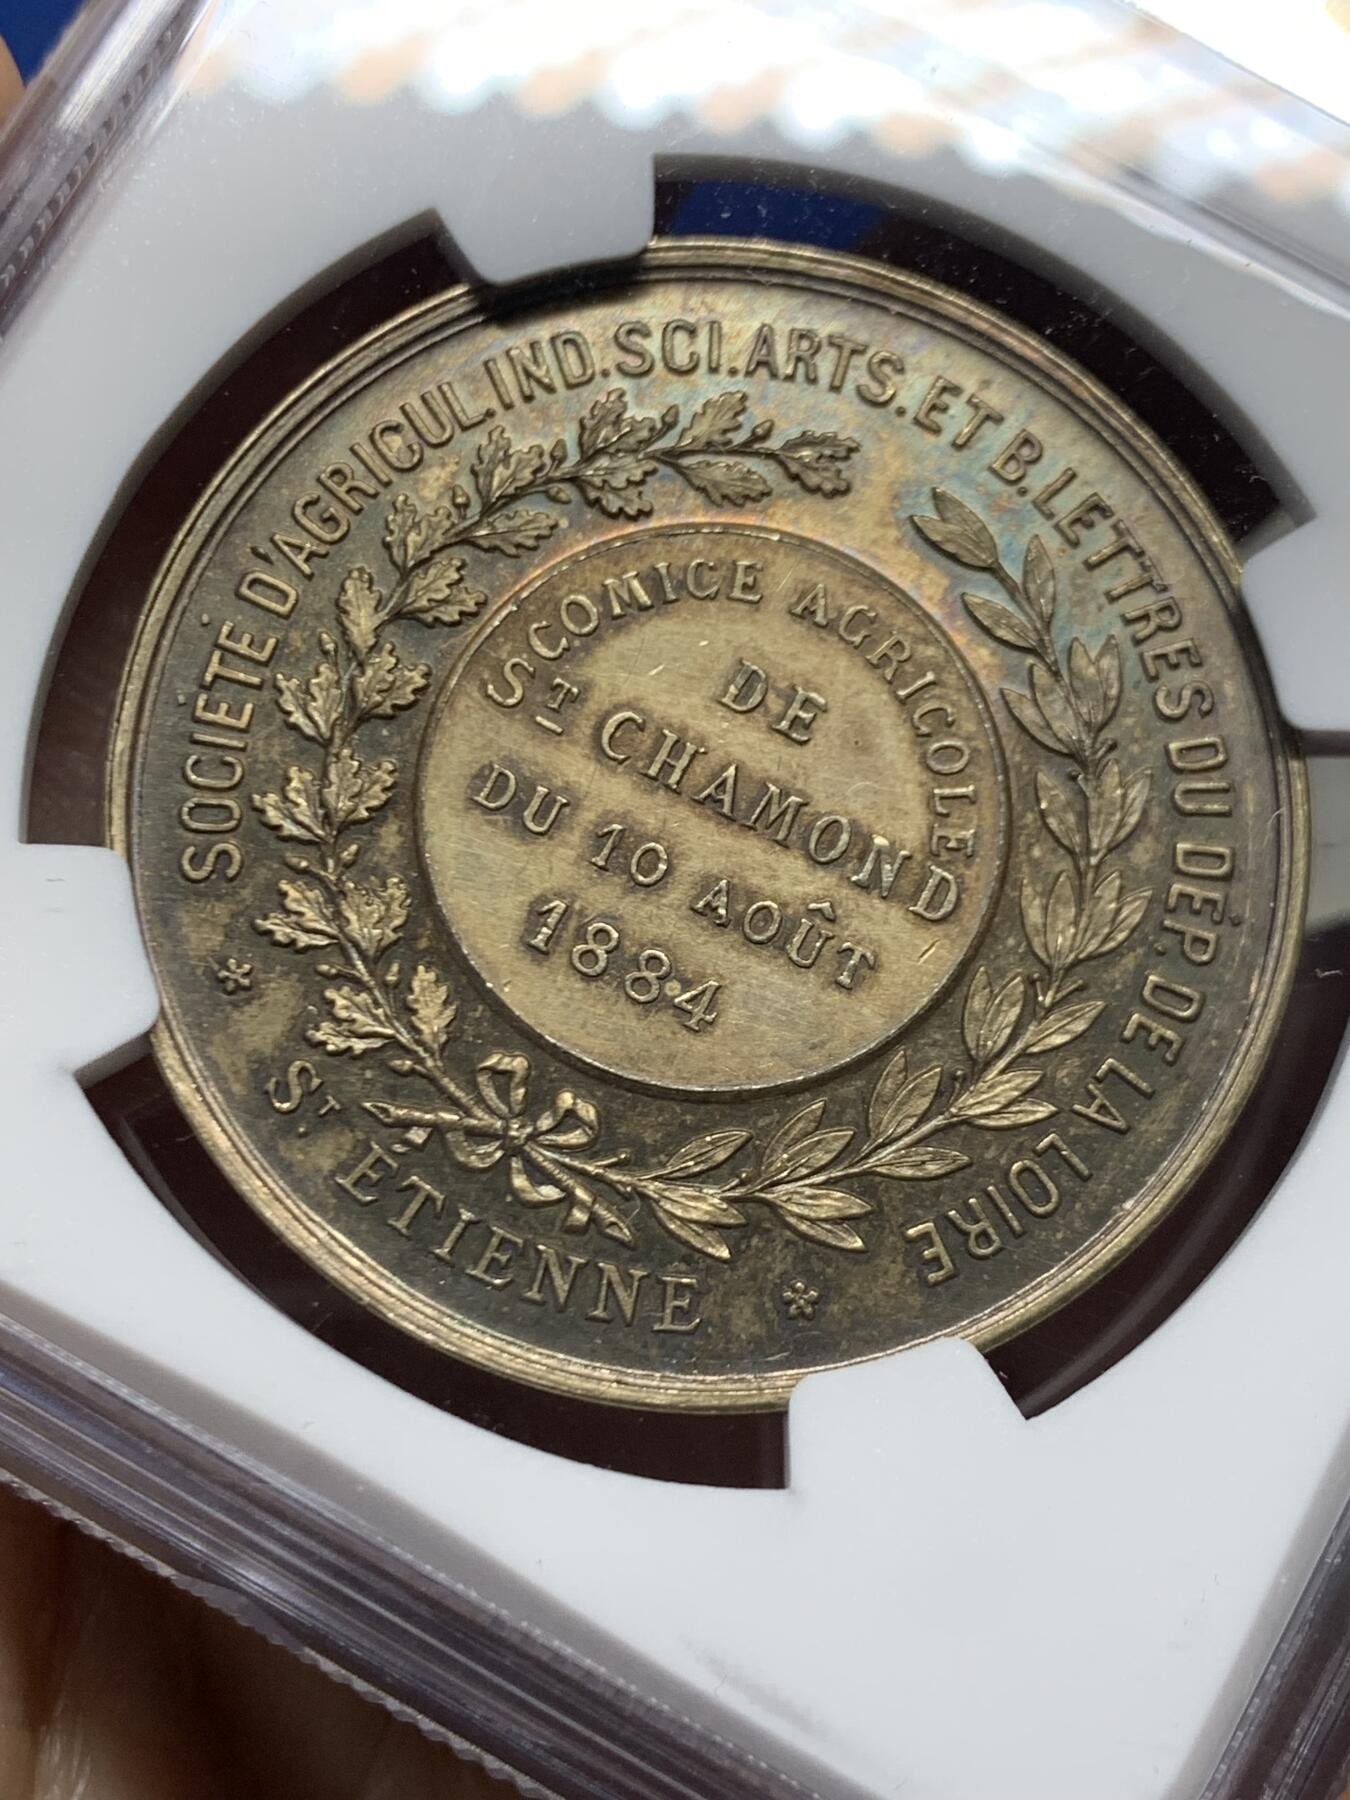 SOCIÉTÉ D'AGRICUL. IND. SCI. ARTS. ET B. LETTRES DU DÉP. DE LA LOIRE
* ST ÉTIENNE *
COMICE AGRICOLE
DE
ST CHAMOND
DU 10 AOÛT
1884